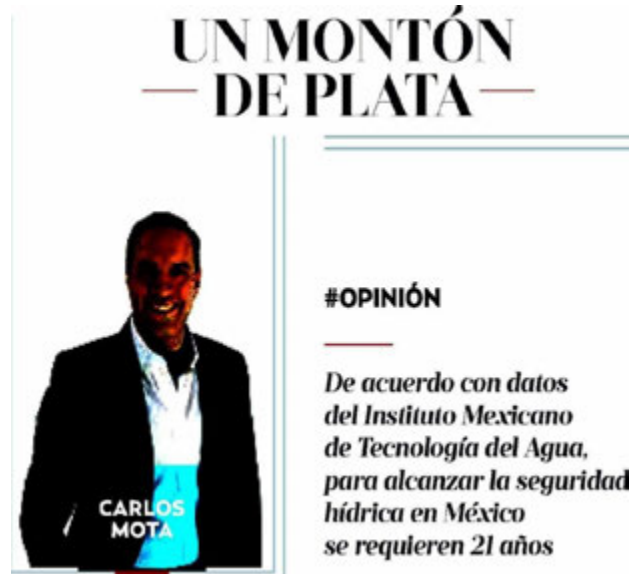 UN MONTÓN
DE PLATA
CARLOS
MOTA
#OPINIÓN
De acuerdo con datos
del Instituto Mexicano
de Tecnología del Agua,
para alcanzar la seguridad
hídrica en México
se requieren 21 años